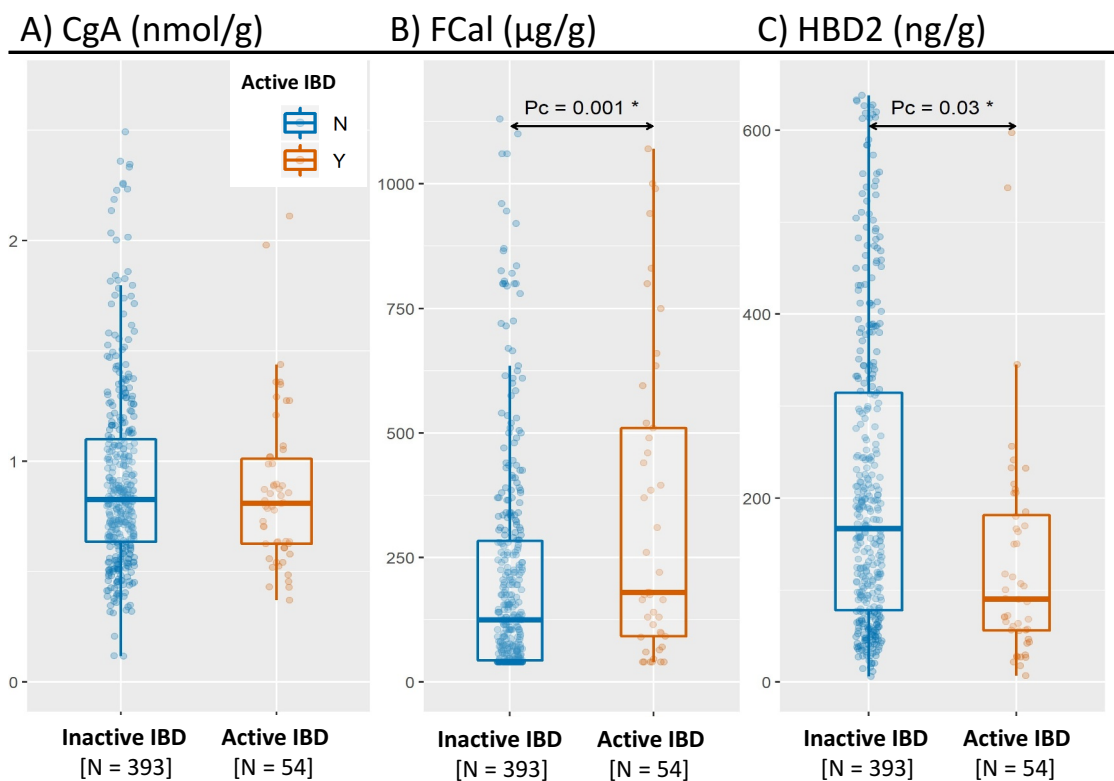 A) CgA (nmol/g)
B) FCal (µg/g)
C) HBD2 (ng/g)
Active IBD
N
Y
Pc = 0.001 *
Pc = 0.03 *
2
1
0
1000
750
500
250
0
600
400
200
0
Inactive IBD
[N = 393]
Active IBD
[N = 54]
Inactive IBD
[N = 393]
Active IBD
[N = 54]
Inactive IBD
[N = 393]
Active IBD
[N = 54]